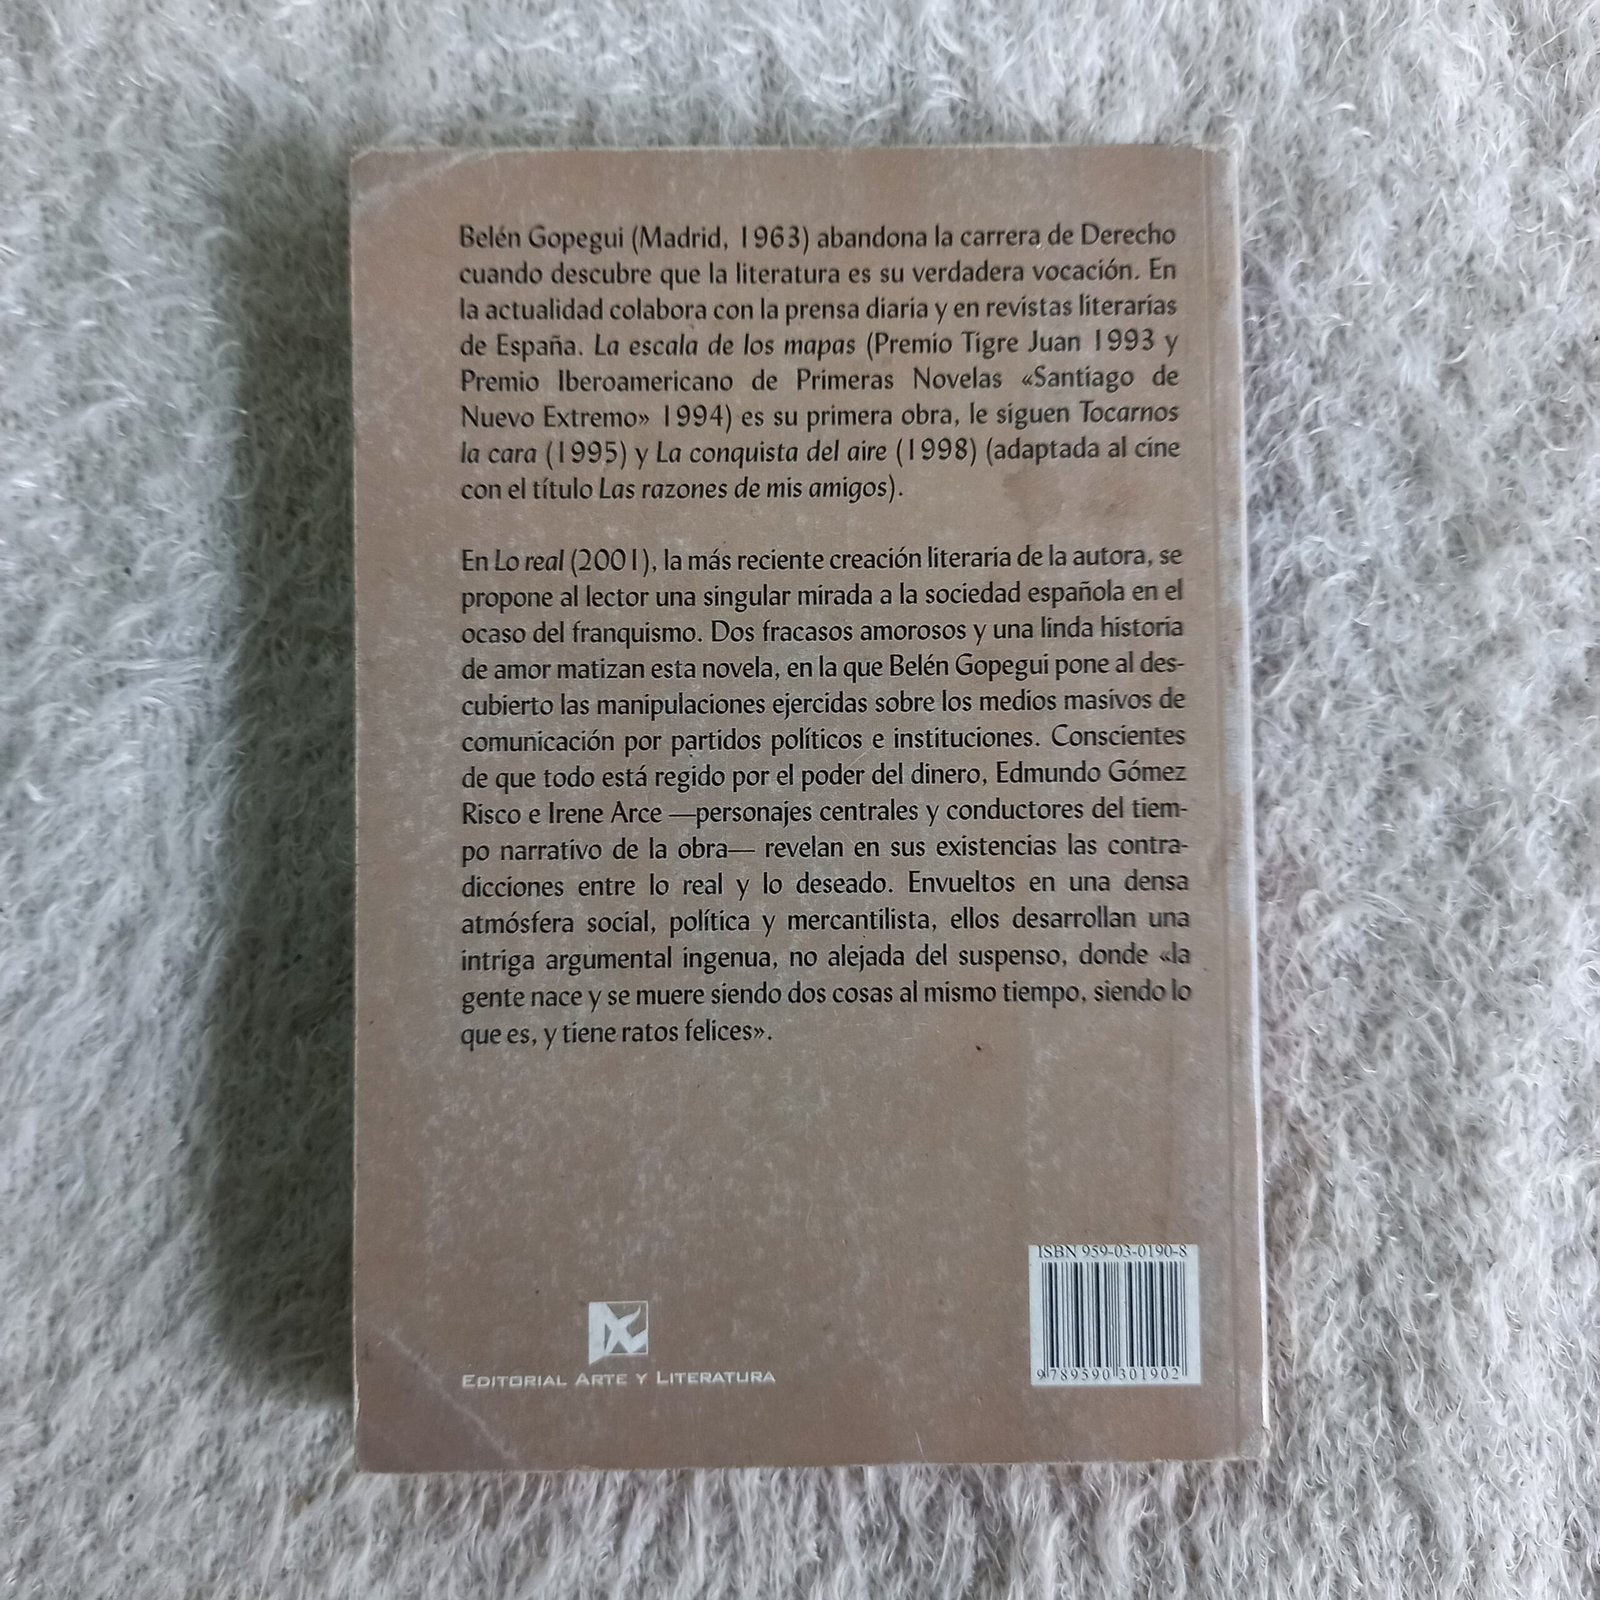 Belén Gopegui (Madrid, 1963) abandona la carrera de Derecho
cuando descubre que la literatura es su verdadera vocación. En
la actualidad colabora con la prensa diaria y en revistas literarias
de España. La escala de los mapas (Premio Tigre Juan 1993 y
Premio Iberoamericano de Primeras Novelas «Santiago de
Nuevo Extremo» 1994) es su primera obra, le siguen Tocarnos
la cara (1995) y La conquista del aire (1998) (adaptada al cine
con el título Las razones de mis amigos).
En Lo real (2001), la más reciente creación literaria de la autora, se
propone al lector una singular mirada a la sociedad española en el
ocaso del franquismo. Dos fracasos amorosos y una linda historia
de amor matizan esta novela, en la que Belén Gopegui pone al des-
cubierto las manipulaciones ejercidas sobre los medios masivos de
comunicación por partidos políticos e instituciones. Conscientes
de que todo está regido por el poder del dinero, Edmundo Gómez
Risco e Irene Arce —personajes centrales y conductores del tiem-
po narrativo de la obra— revelan en sus existencias las contra-
dicciones entre lo real y lo deseado. Envueltos en una densa
atmósfera social, política y mercantilista, ellos desarrollan una
intriga argumental ingenua, no alejada del suspenso, donde «la
gente nace y se muere siendo dos cosas al mismo tiempo, siendo lo
que es, y tiene ratos felices».
ISBN 959-03-0190-8
9 789590 301902
EDITORIAL ARTE Y LITERATURA